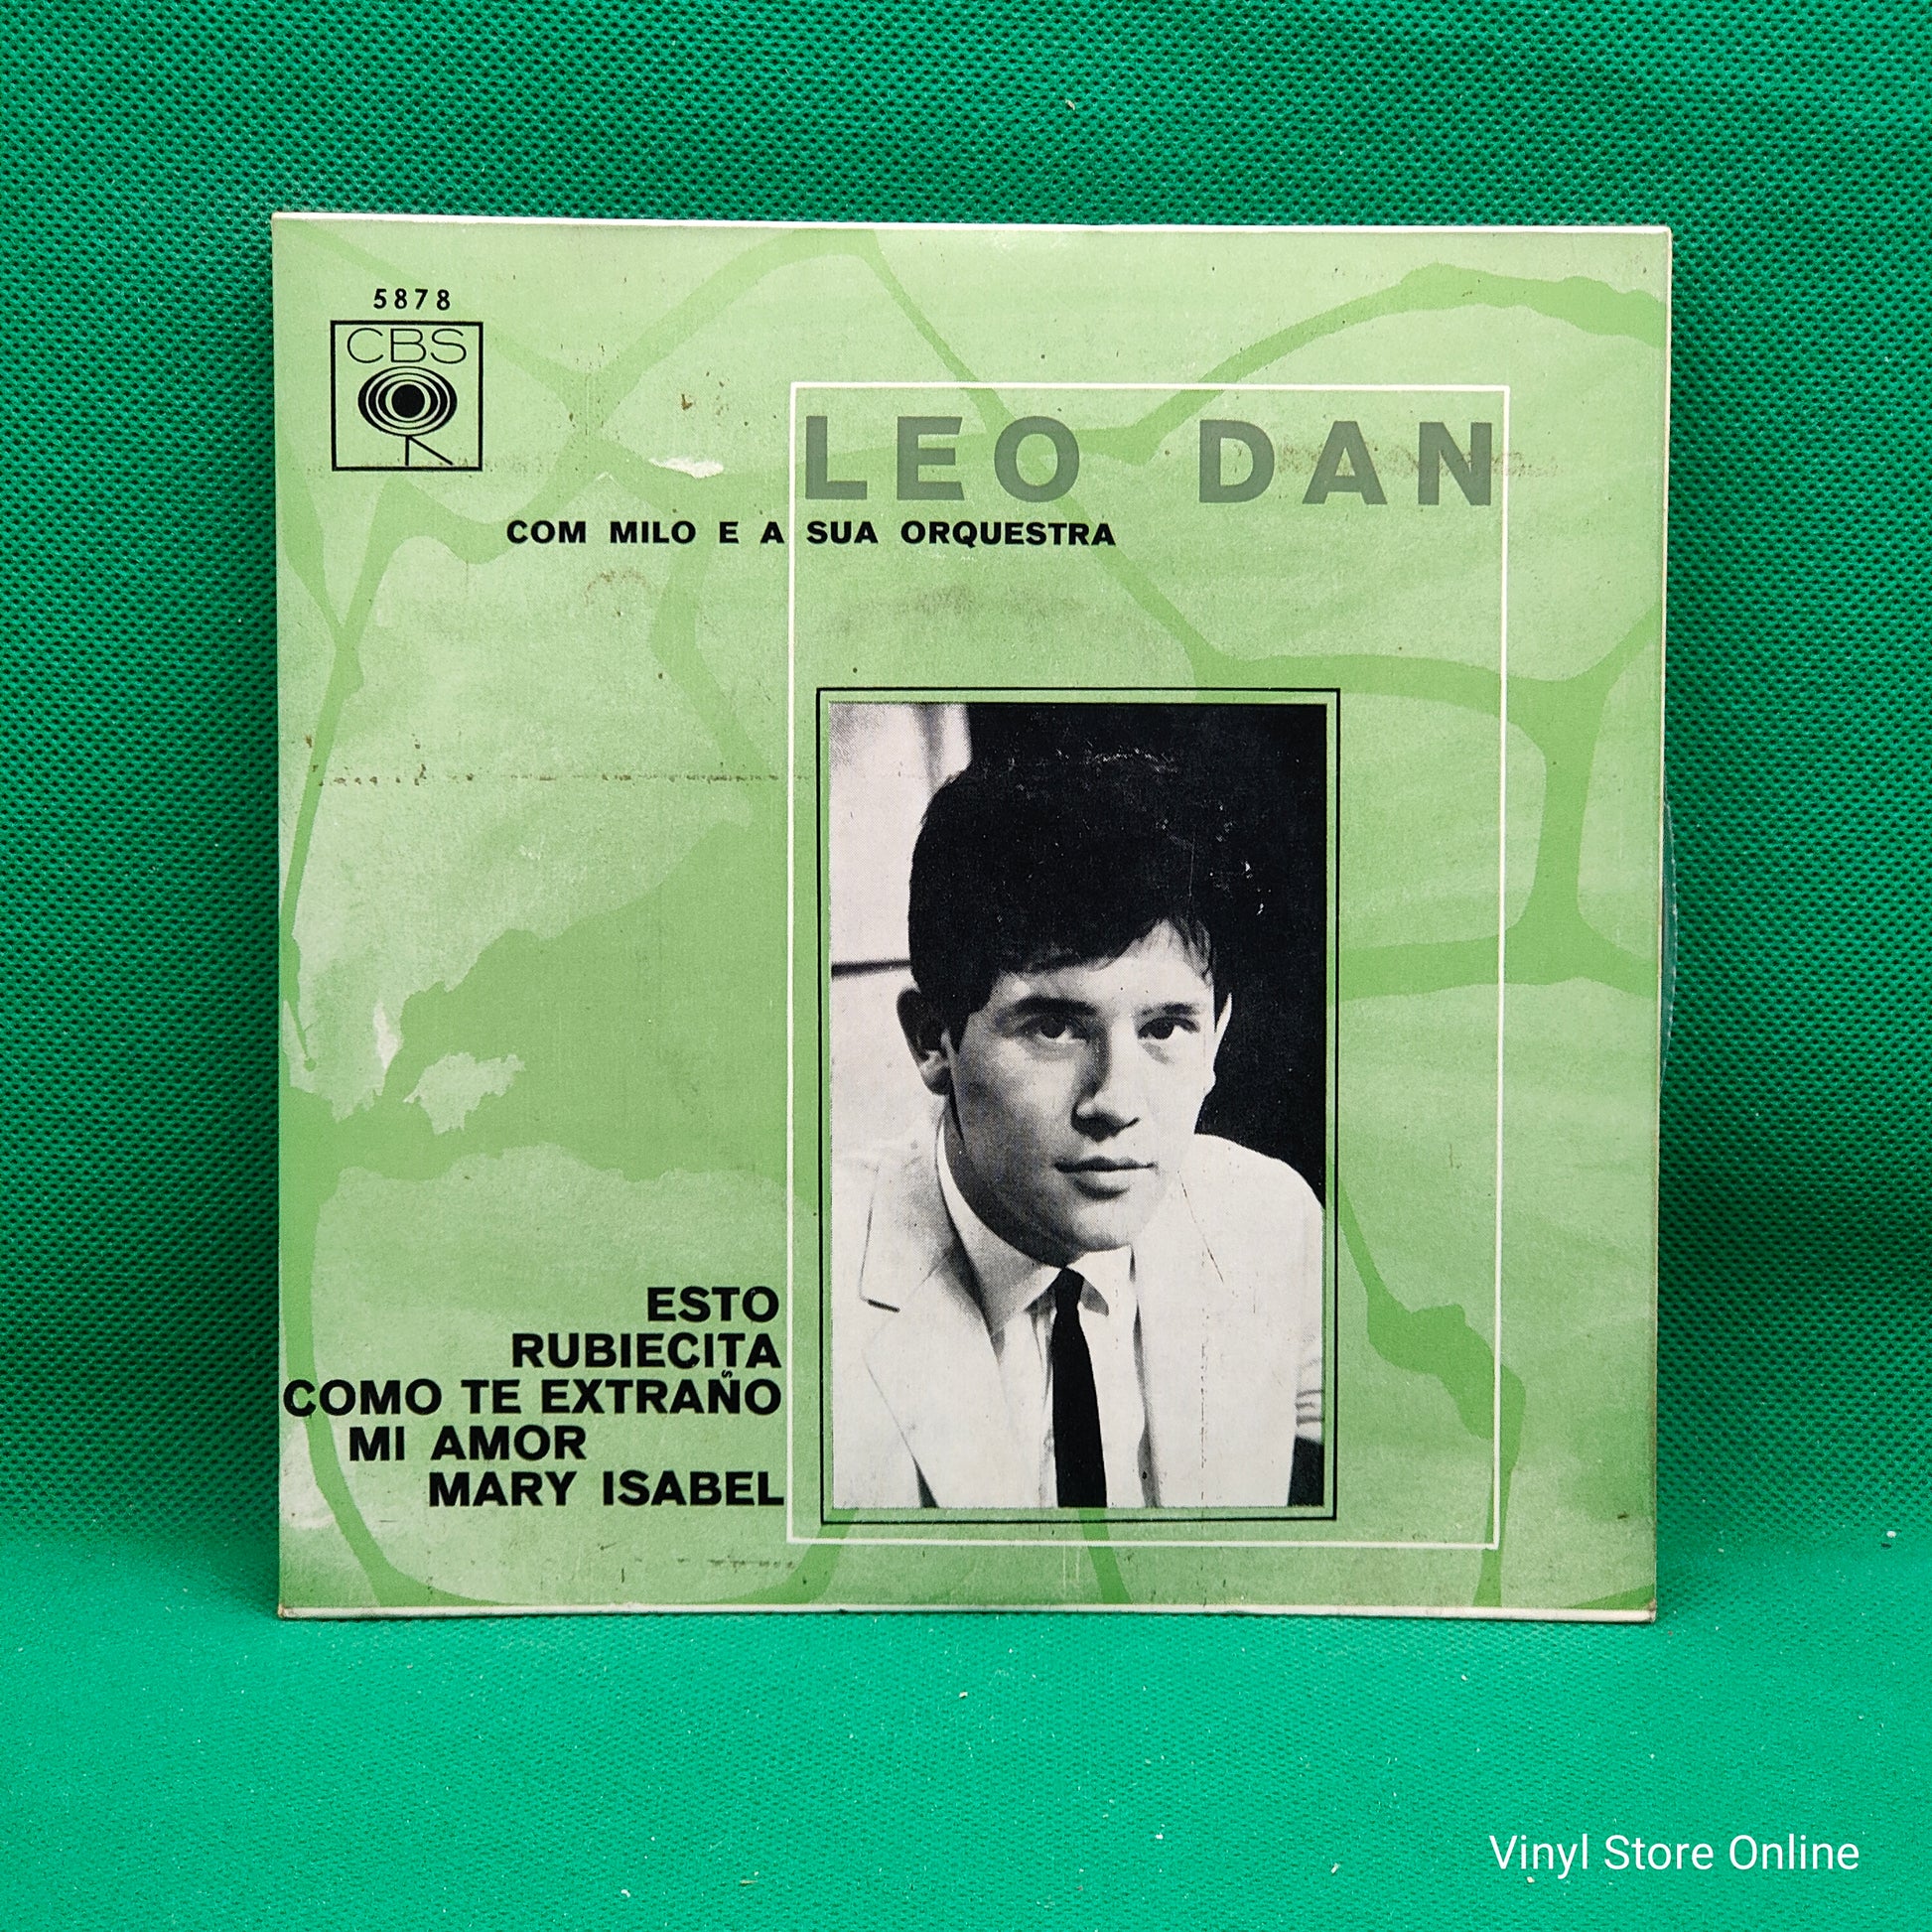 5878
CBS
LEO DAN
COM MILO E A SUA ORQUESTRA
ESTO
RUBIECITA
COMO TE EXTRAÑO
MI AMOR
MARY ISABEL
Vinyl Store Online